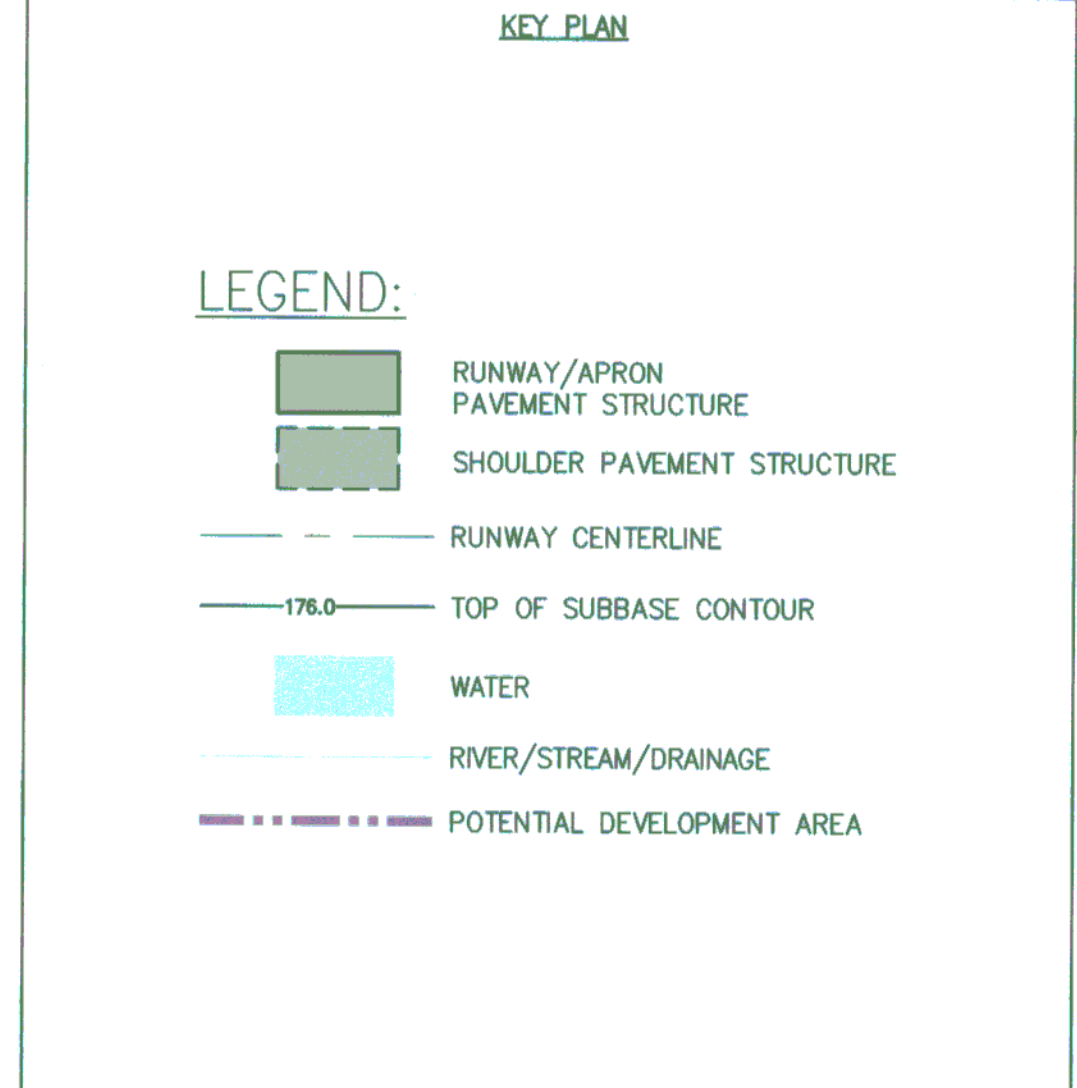 KEY PLAN
LEGEND:
RUNWAY/APRON
PAVEMENT STRUCTURE
SHOULDER PAVEMENT STRUCTURE
RUNWAY CENTERLINE
176.0 TOP OF SUBBASE CONTOUR
WATER
RIVER/STREAM/DRAINAGE
POTENTIAL DEVELOPMENT AREA